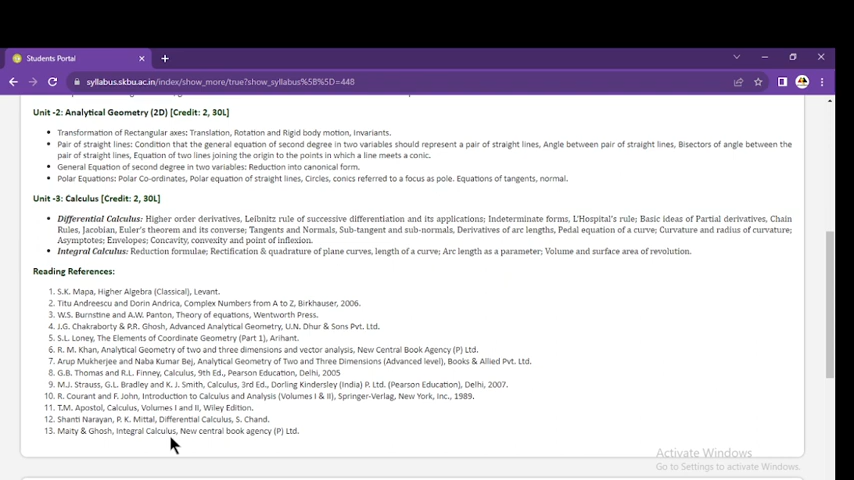 Students Portal
syllabus.skbu.ac.in/index/show_more/true?show_syllabus%5B%5D=448
Unit -2: Analytical Geometry (2D) [Credit: 2, 30L]
Transformation of Rectangular axes: Translation, Rotation and Rigid body motion, Invariants.
Pair of straight lines: Condition that the general equation of second degree in two variables should represent a pair of straight lines, Angle between pair of straight lines, Bisectors of angle between the
pair of straight lines, Equation of two lines joining the origin to the points in which a line meets a conic.
General Equation of second degree in two variables: Reduction into canonical form.
Polar Equations: Polar Co-ordinates, Polar equation of straight lines, Circles, conics referred to a focus as pole. Equations of tangents, normal.
Unit -3: Calculus [Credit: 2, 30L]
Differential Calculus: Higher order derivatives, Leibnitz rule of successive differentiation and its applications; Indeterminate forms, L'Hospital's rule; Basic ideas of Partial derivatives, Chain
Rules, Jacobian, Euler's theorem and its converse; Tangents and Normals, Sub-tangent and sub-normals, Derivatives of arc lengths, Pedal equation of a curve; Curvature and radius of curvature;
Asymptotes; Envelopes; Concavity, convexity and point of inflexion.
Integral Calculus: Reduction formulae; Rectification & quadrature of plane curves, length of a curve; Arc length as a parameter; Volume and surface area of revolution.
Reading References:
1. S.K. Mapa, Higher Algebra (Classical), Levant.
2. Titu Andreescu and Dorin Andrica, Complex Numbers from A to Z, Birkhauser, 2006.
3. W.S. Burnstine and A.W. Panton, Theory of equations, Wentworth Press.
4. J.G. Chakraborty & P.R. Ghosh, Advanced Analytical Geometry, U.N. Dhur & Sons Pvt. Ltd.
5. S.L. Loney, The Elements of Coordinate Geometry (Part 1), Arihant.
6. R. M. Khan, Analytical Geometry of two and three dimensions and vector analysis, New Central Book Agency (P) Ltd.
7. Arup Mukherjee and Naba Kumar Bej, Analytical Geometry of Two and Three Dimensions (Advanced level), Books & Allied Pvt. Ltd.
8. G.B. Thomas and R.L. Finney, Calculus, 9th Ed., Pearson Education, Delhi, 2005
9. M.J. Strauss, G.L. Bradley and K. J. Smith, Calculus, 3rd Ed., Dorling Kindersley (India) P. Ltd. (Pearson Education), Delhi, 2007.
10. R. Courant and F. John, Introduction to Calculus and Analysis (Volumes I & II), Springer-Verlag, New York, Inc., 1989.
11. T.M. Apostol, Calculus, Volumes I and II, Wiley Edition.
12. Shanti Narayan, P. K. Mittal, Differential Calculus, S. Chand.
13. Maity & Ghosh, Integral Calculus, New central book agency (P) Ltd.
Activate Windows
Go to Settings to activate Windows.